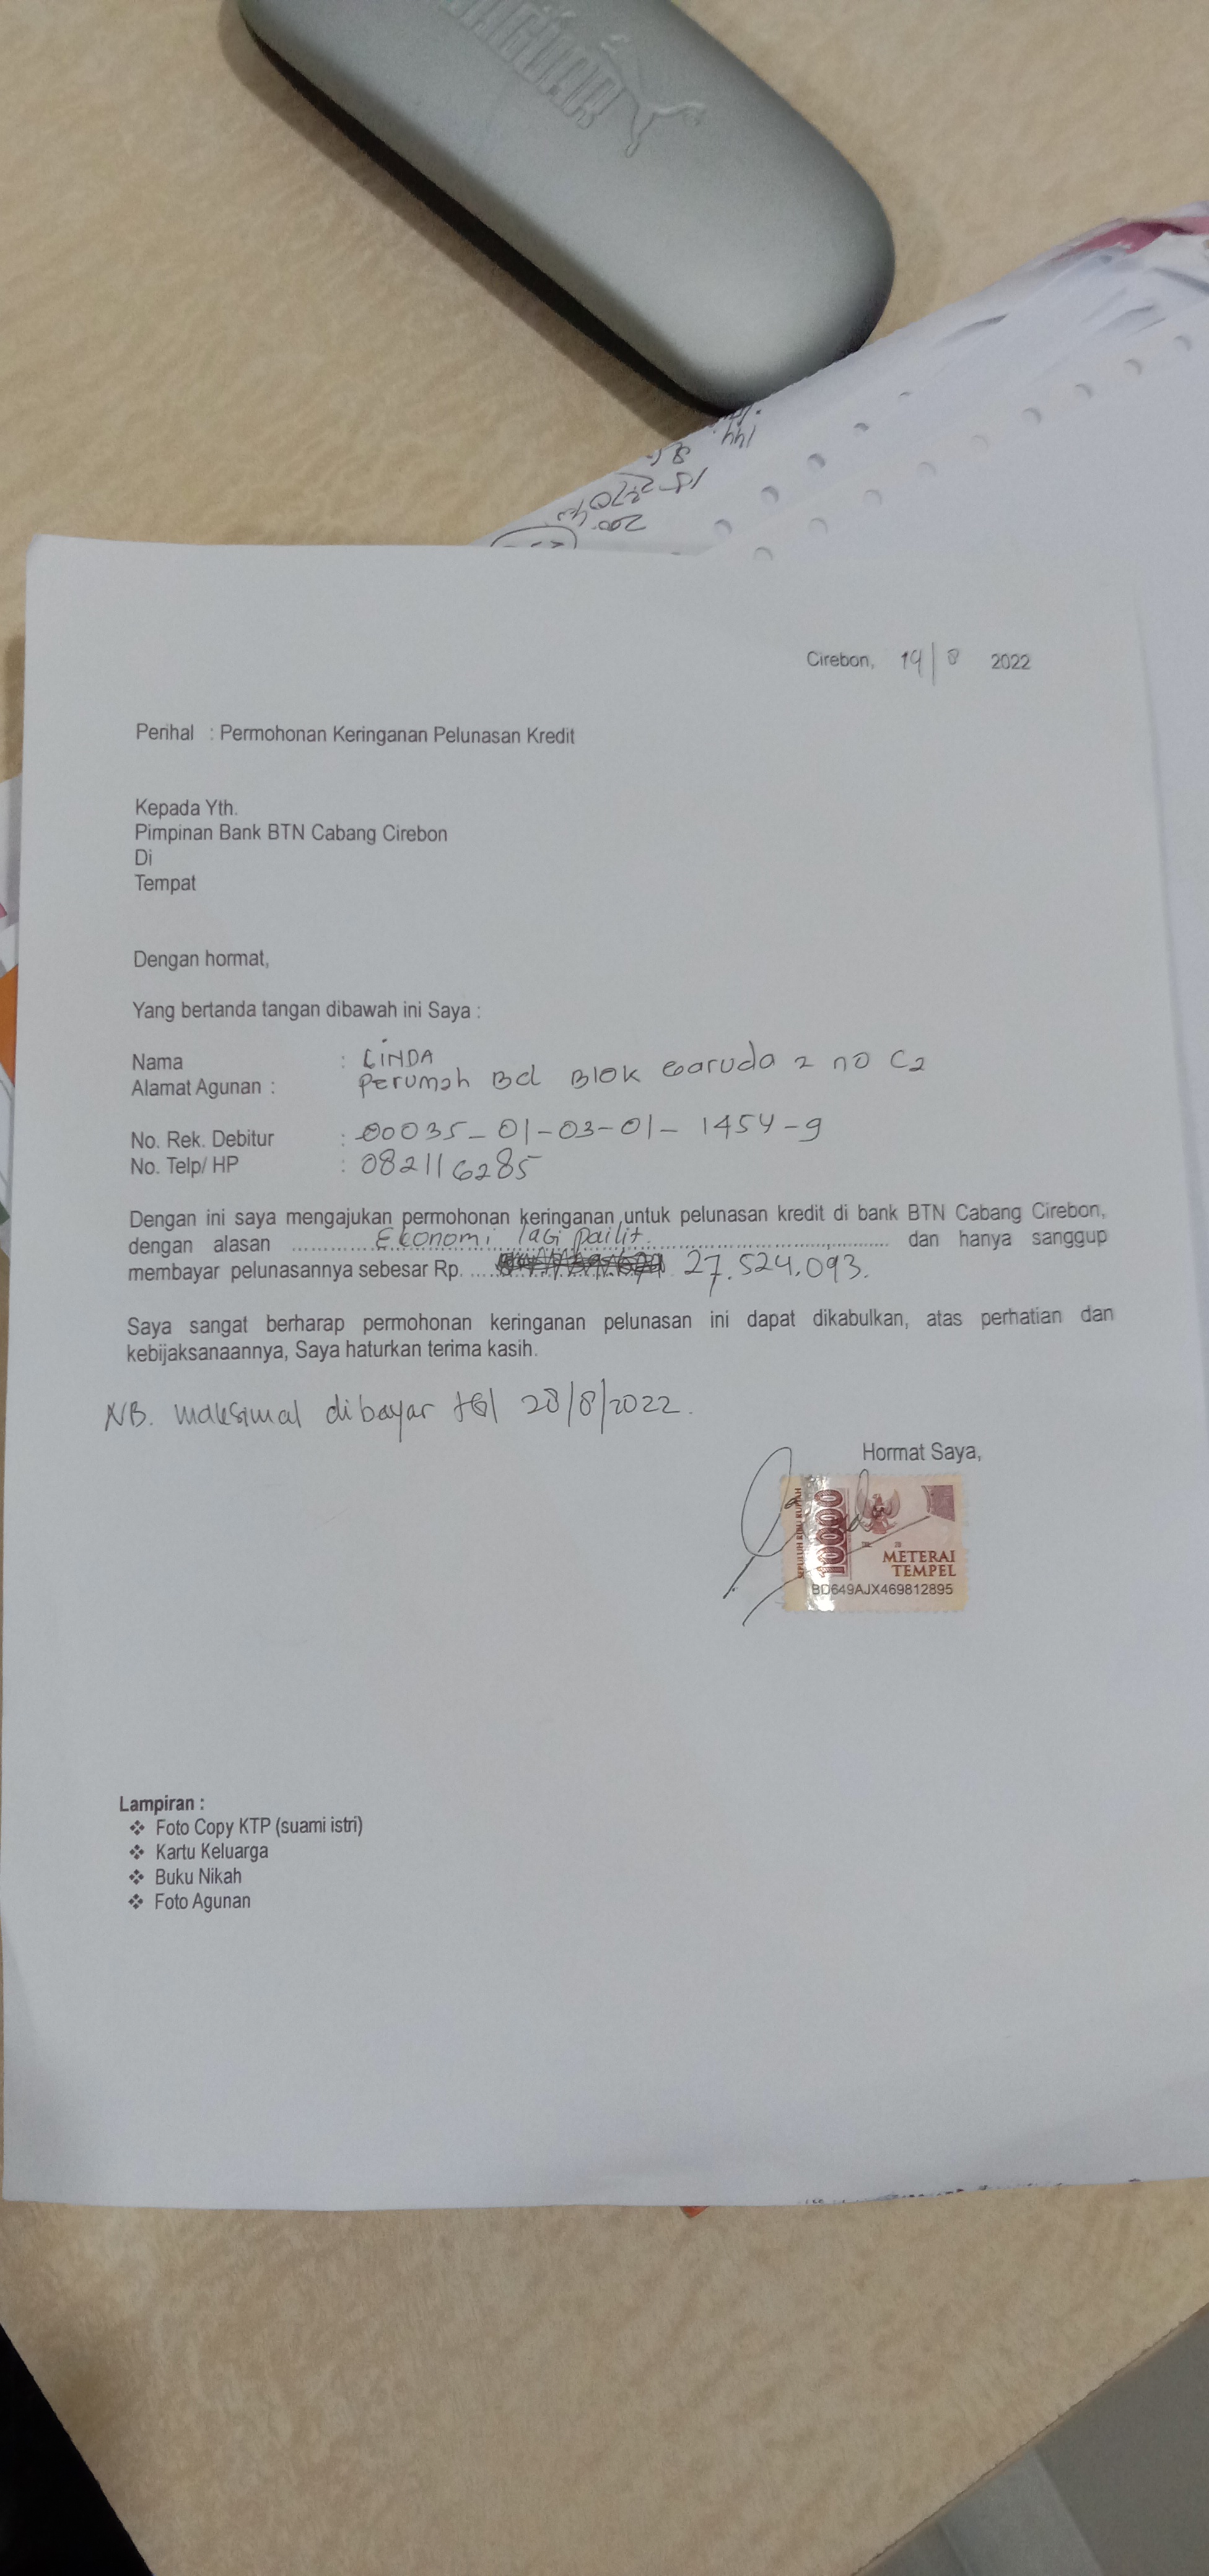 JAGUAR
Cirebon, 19/8 2022
Perihal : Permohonan Keringanan Pelunasan Kredit
Kepada Yth.
Pimpinan Bank BTN Cabang Cirebon
Di
Tempat
Dengan hormat,
Yang bertanda tangan dibawah ini Saya :
Nama : LINDA
Alamat Agunan : Perumah Bcl Blok Garuda 2 no C2
No. Rek. Debitur : 00035-01-03-01-1454-9
No. Telp/ HP : 082116285
Dengan ini saya mengajukan permohonan keringanan untuk pelunasan kredit di bank BTN Cabang Cirebon,
dengan alasan ....Ekonomi lagi pailit.... dan hanya sanggup
membayar pelunasannya sebesar Rp. .... 27.524.093.
Saya sangat berharap permohonan keringanan pelunasan ini dapat dikabulkan, atas perhatian dan
kebijaksanaannya, Saya haturkan terima kasih.
NB. maksimal dibayar tgl 28/8/2022.
Hormat Saya,
10000
METERAI
TEMPEL
BD649AJX469812895
Lampiran :
❖ Foto Copy KTP (suami istri)
❖ Kartu Keluarga
❖ Buku Nikah
❖ Foto Agunan